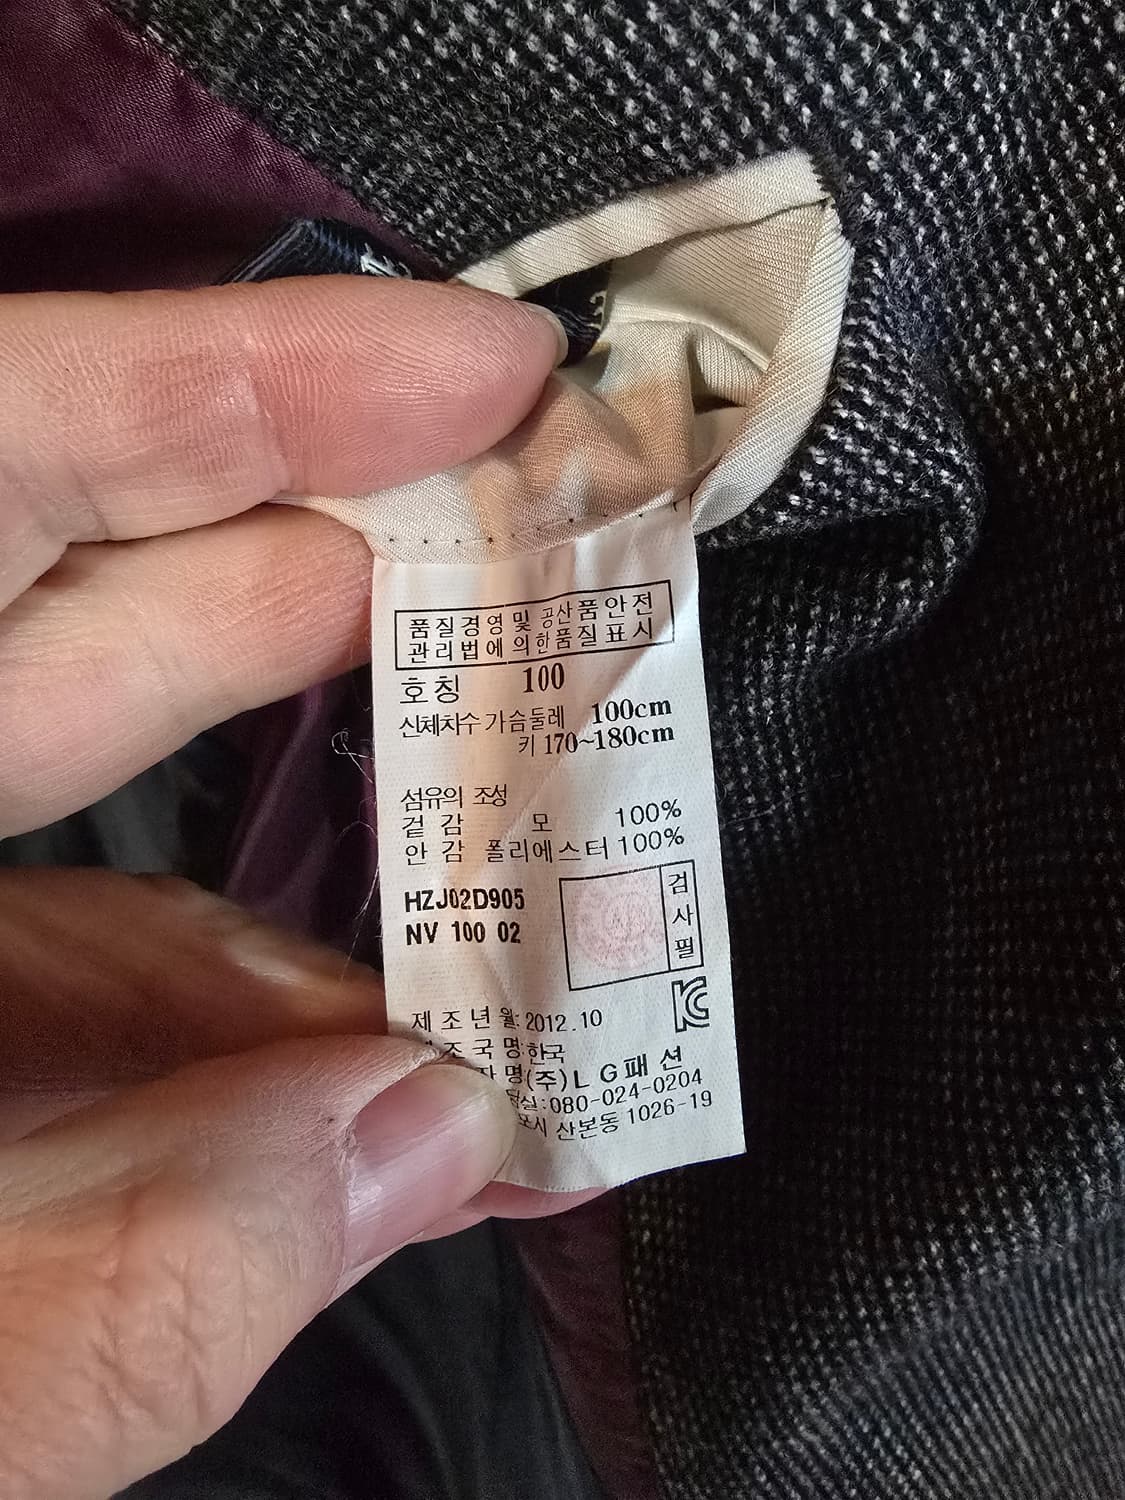 품질경영 및 공산품안전
관리법에 의한품질표시
호칭 100
신체치수 가슴둘레 100cm
키 170~180cm
섬유의 조성
겉감 모 100%
안감 폴리에스터 100%
HZJ02D905
NV 100 02
검사필
제조년월: 2012.10
조국명:한국
자명(주)LG패션
실:080-024-0204
포시 산본동 1026-19